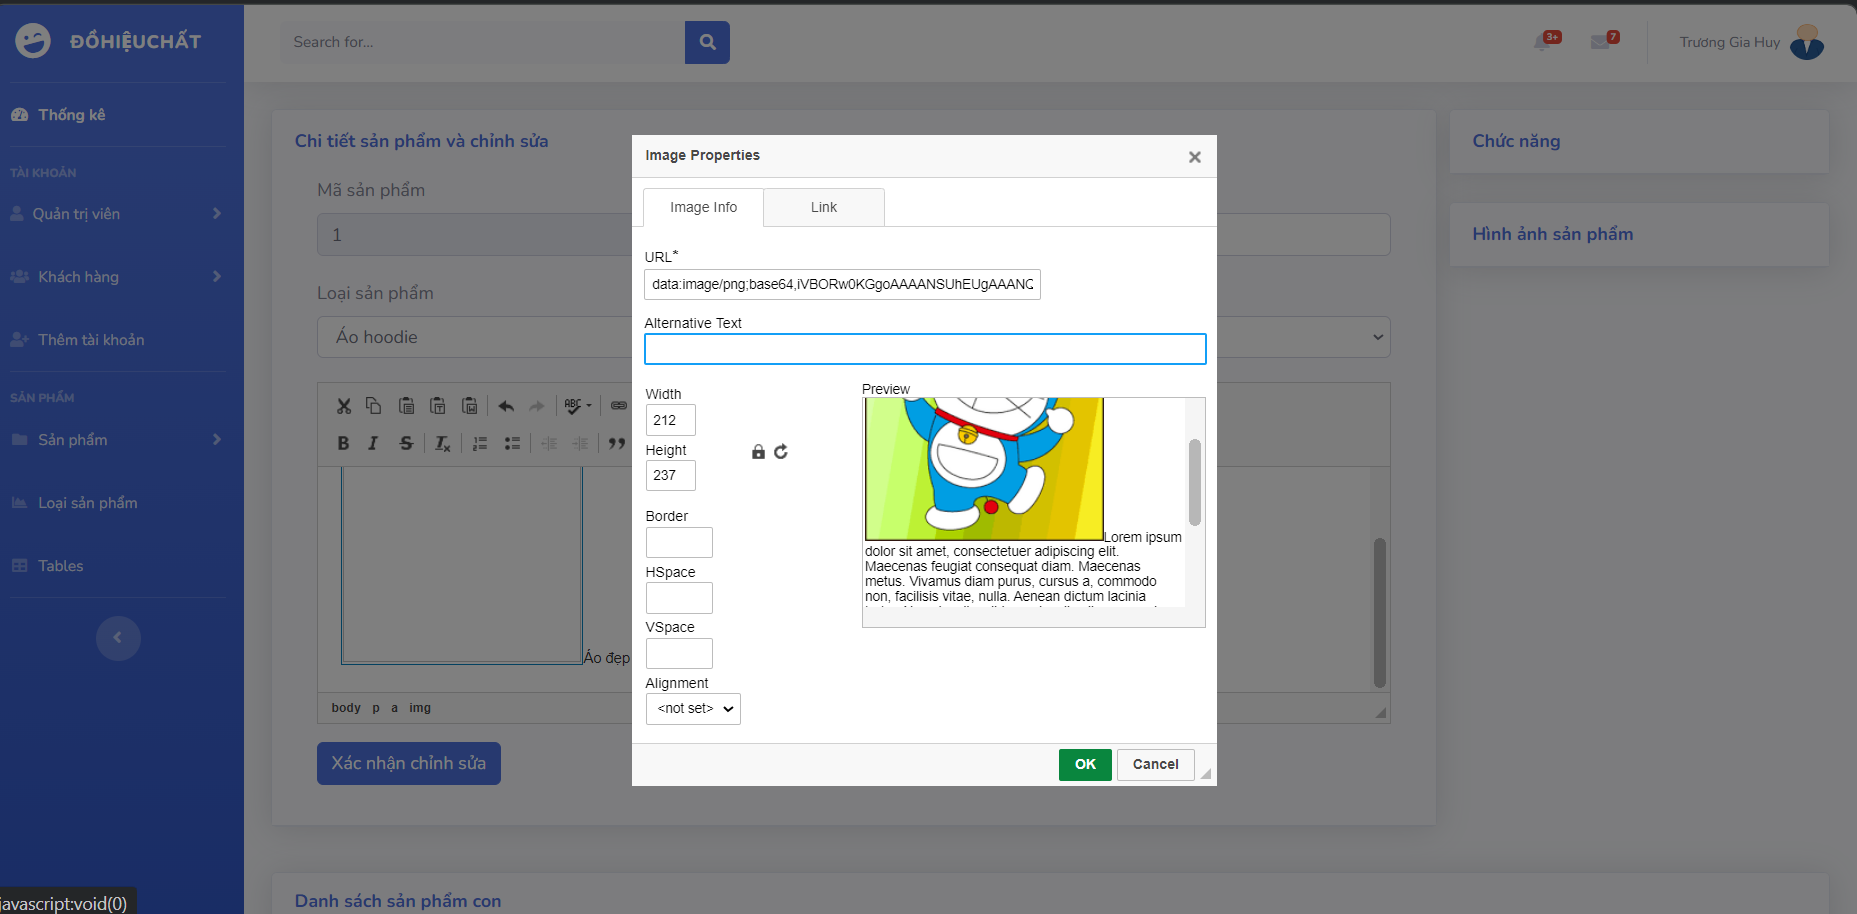 ĐỒHIỆUCHẤT
Search for...
3+
7
Trương Gia Huy
Thống kê
TÀI KHOẢN
Quản trị viên
Khách hàng
Thêm tài khoản
SẢN PHẨM
Sản phẩm
Loại sản phẩm
Tables
Chi tiết sản phẩm và chỉnh sửa
Mã sản phẩm
1
Loại sản phẩm
Áo hoodie
ABC
Áo đẹp
body p a img
Xác nhận chỉnh sửa
Chức năng
Hình ảnh sản phẩm
Danh sách sản phẩm con
Image Properties
Image Info
Link
URL*
data:image/png;base64,iVBORw0KGgoAAAANSUhEUgAAANQ
Alternative Text
Width
212
Height
237
Border
HSpace
VSpace
Alignment
<not set>
Preview
Lorem ipsum
dolor sit amet, consectetuer adipiscing elit.
Maecenas feugiat consequat diam. Maecenas
metus. Vivamus diam purus, cursus a, commodo
non, facilisis vitae, nulla. Aenean dictum lacinia
OK
Cancel
javascript:void(0)